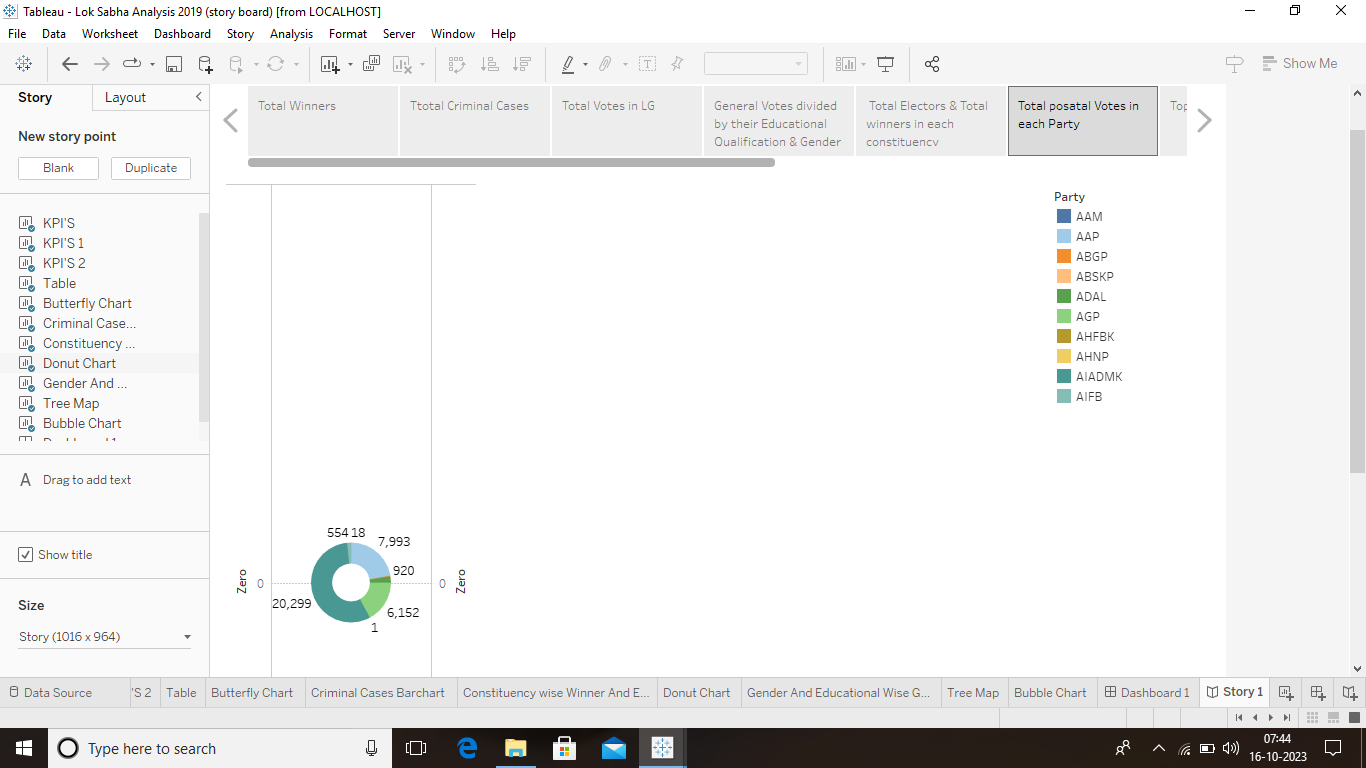 Tableau - Lok Sabha Analysis 2019 (story board) [from LOCALHOST]
File Data Worksheet Dashboard Story Analysis Format Server Window Help
Show Me
Story Layout
New story point
Blank Duplicate
KPI'S
KPI'S 1
KPI'S 2
Table
Butterfly Chart
Criminal Case...
Constituency ...
Donut Chart
Gender And ...
Tree Map
Bubble Chart
A Drag to add text
Show title
Size
Story (1016 x 964)
Total Winners
Ttotal Criminal Cases
Total Votes in LG
General Votes divided
by their Educational
Qualification & Gender
Total Electors & Total
winners in each
constituency
Total posatal Votes in
each Party
Top
Party
AAM
AAP
ABGP
ABSKP
ADAL
AGP
AHFBK
AHNP
AIADMK
AIFB
554 18
7,993
920
Zero 0 0 Zero
20,299
6,152
1
Data Source 'S 2 Table Butterfly Chart Criminal Cases Barchart Constituency wise Winner And E... Donut Chart Gender And Educational Wise G... Tree Map Bubble Chart Dashboard 1 Story 1
Type here to search
07:44
16-10-2023